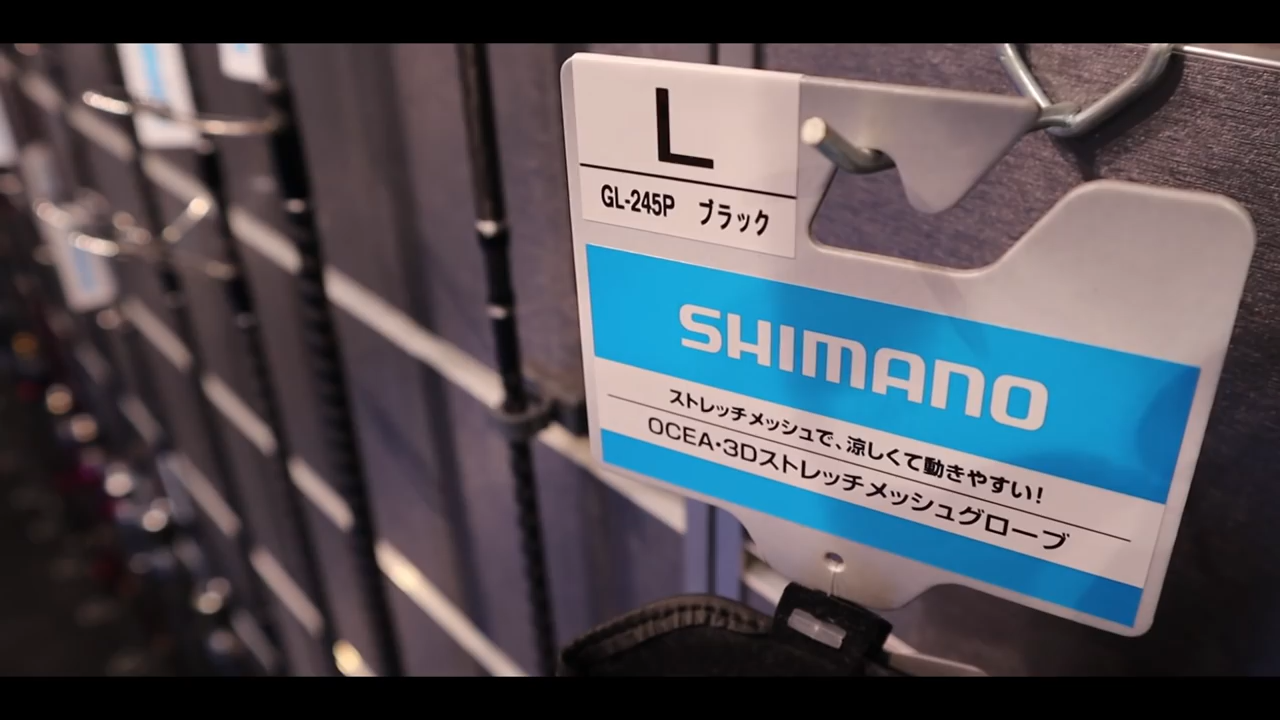 L
GL-245P ブラック
SHIMANO
ストレッチメッシュで、涼しくて動きやすい！
OCEA・3Dストレッチメッシュグローブ